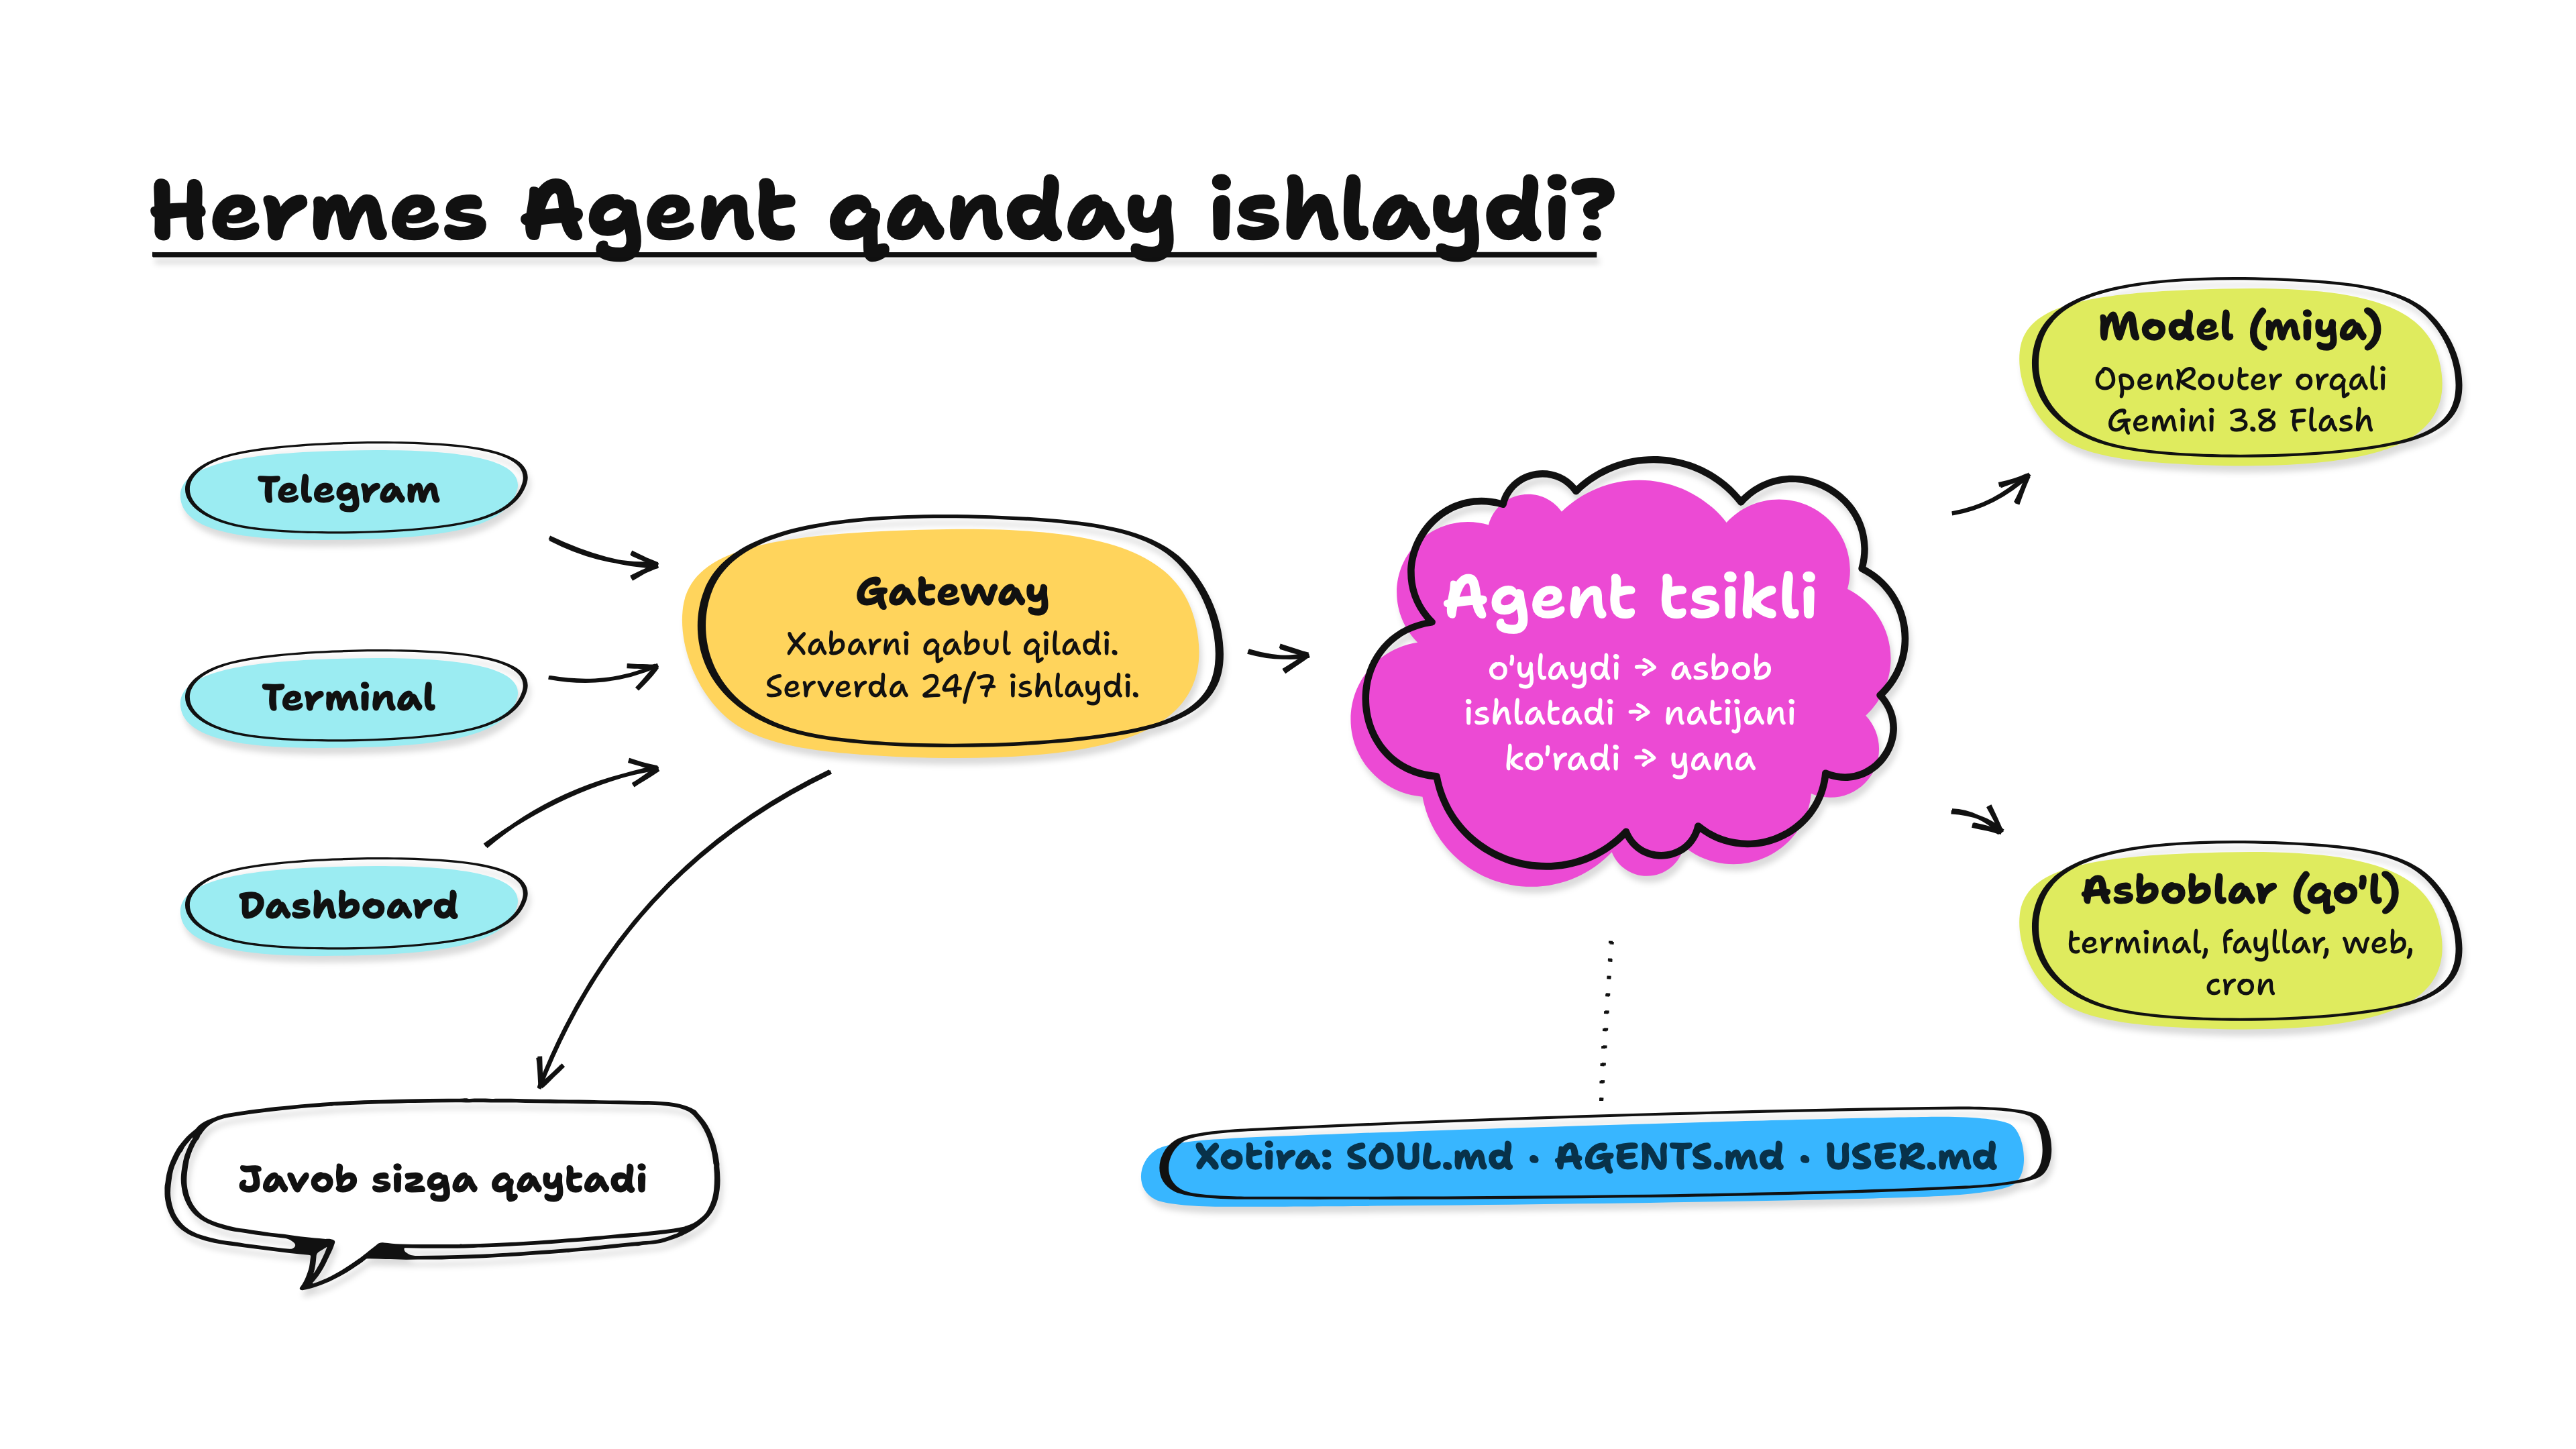 Hermes Agent qanday ishlaydi?
Telegram
Terminal
Dashboard
Gateway
Xabarni qabul qiladi.
Serverda 24/7 ishlaydi.
Agent tsikli
o'ylaydi → asbob
ishlatadi → natijani
ko'radi → yana
Model (miya)
OpenRouter orqali
Gemini 3.8 Flash
Asboblar (qo'l)
terminal, fayllar, web,
cron
Javob sizga qaytadi
Xotira: SOUL.md · AGENTS.md · USER.md